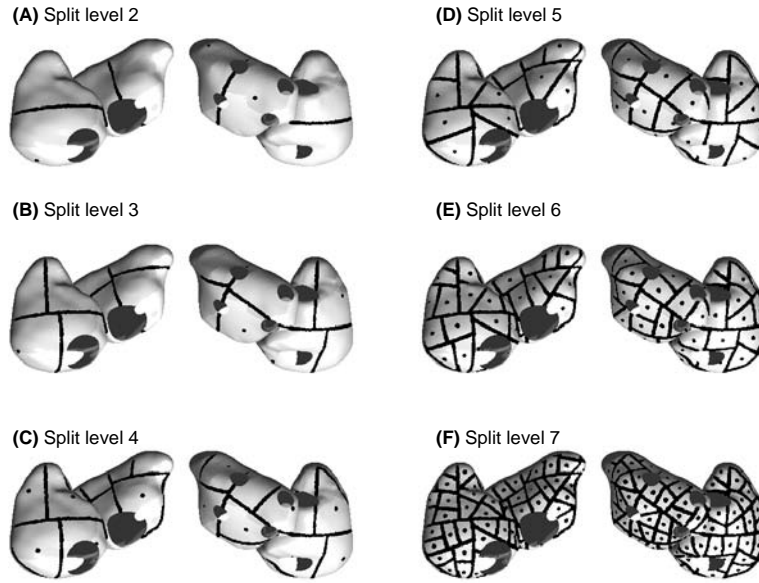 (A) Split level 2
(D) Split level 5
(B) Split level 3
(E) Split level 6
(C) Split level 4
(F) Split level 7